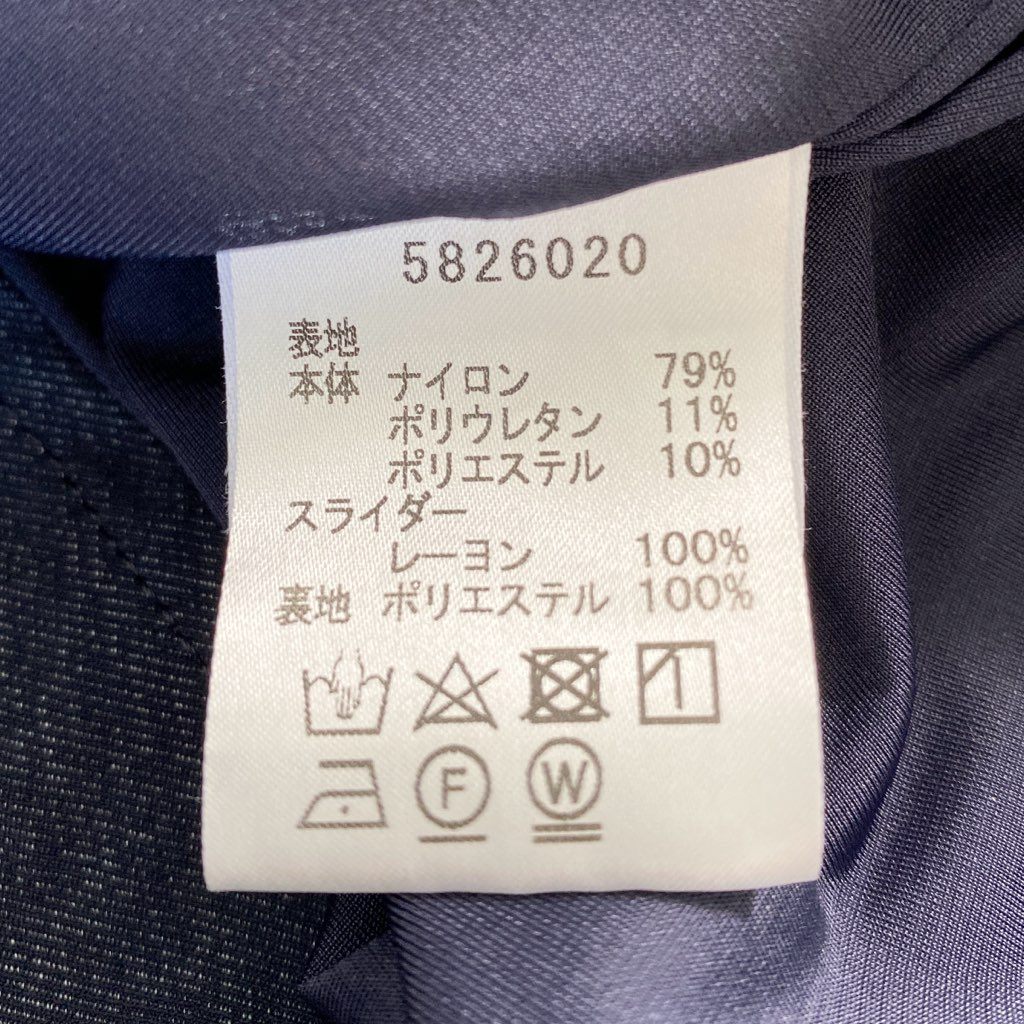 5826020
表地
本体 ナイロン 79%
ポリウレタン 11%
ポリエステル 10%
スライダー
レーヨン 100%
裏地 ポリエステル 100%
1
F
W